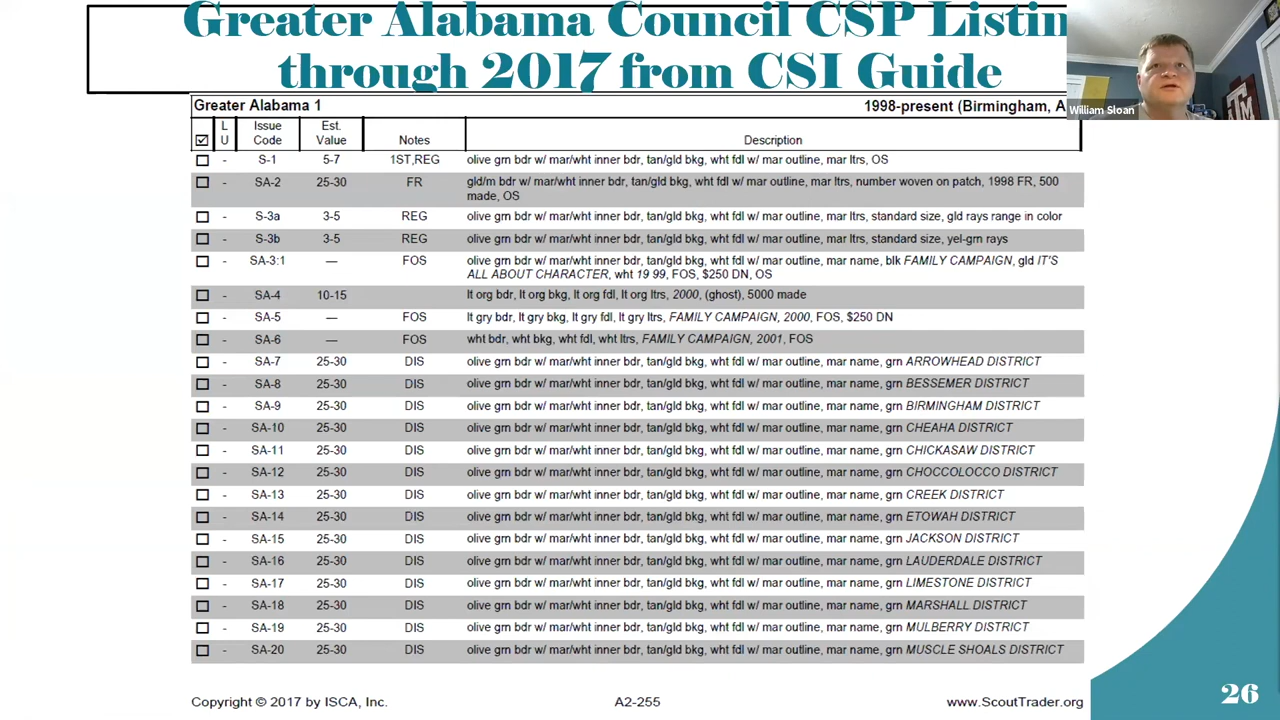 Greater Alabama Council CSP Listin
through 2017 from CSI Guide
William Sloan
Greater Alabama 1 1998-present (Birmingham, A
L U Issue Code Est. Value Notes Description
- S-1 5-7 1ST,REG olive grn bdr w/ mar/wht inner bdr, tan/gld bkg, wht fdl w/ mar outline, mar ltrs, OS
- SA-2 25-30 FR gld/m bdr w/ mar/wht inner bdr, tan/gld bkg, wht fdl w/ mar outline, mar ltrs, number woven on patch, 1998 FR, 500
made, OS
- S-3a 3-5 REG olive grn bdr w/ mar/wht inner bdr, tan/gld bkg, wht fdl w/ mar outline, mar ltrs, standard size, gld rays range in color
- S-3b 3-5 REG olive grn bdr w/ mar/wht inner bdr, tan/gld bkg, wht fdl w/ mar outline, mar ltrs, standard size, yel-grn rays
- SA-3:1 — FOS olive grn bdr w/ mar/wht inner bdr, tan/gld bkg, wht fdl w/ mar outline, mar name, blk FAMILY CAMPAIGN, gld IT'S
ALL ABOUT CHARACTER, wht 19 99, FOS, $250 DN, OS
- SA-4 10-15 lt org bdr, lt org bkg, lt org fdl, lt org ltrs, 2000, (ghost), 5000 made
- SA-5 — FOS lt gry bdr, lt gry bkg, lt gry fdl, lt gry ltrs, FAMILY CAMPAIGN, 2000, FOS, $250 DN
- SA-6 — FOS wht bdr, wht bkg, wht fdl, wht ltrs, FAMILY CAMPAIGN, 2001, FOS
- SA-7 25-30 DIS olive grn bdr w/ mar/wht inner bdr, tan/gld bkg, wht fdl w/ mar outline, mar name, grn ARROWHEAD DISTRICT
- SA-8 25-30 DIS olive grn bdr w/ mar/wht inner bdr, tan/gld bkg, wht fdl w/ mar outline, mar name, grn BESSEMER DISTRICT
- SA-9 25-30 DIS olive grn bdr w/ mar/wht inner bdr, tan/gld bkg, wht fdl w/ mar outline, mar name, grn BIRMINGHAM DISTRICT
- SA-10 25-30 DIS olive grn bdr w/ mar/wht inner bdr, tan/gld bkg, wht fdl w/ mar outline, mar name, grn CHEAHA DISTRICT
- SA-11 25-30 DIS olive grn bdr w/ mar/wht inner bdr, tan/gld bkg, wht fdl w/ mar outline, mar name, grn CHICKASAW DISTRICT
- SA-12 25-30 DIS olive grn bdr w/ mar/wht inner bdr, tan/gld bkg, wht fdl w/ mar outline, mar name, grn CHOCCOLOCCO DISTRICT
- SA-13 25-30 DIS olive grn bdr w/ mar/wht inner bdr, tan/gld bkg, wht fdl w/ mar outline, mar name, grn CREEK DISTRICT
- SA-14 25-30 DIS olive grn bdr w/ mar/wht inner bdr, tan/gld bkg, wht fdl w/ mar outline, mar name, grn ETOWAH DISTRICT
- SA-15 25-30 DIS olive grn bdr w/ mar/wht inner bdr, tan/gld bkg, wht fdl w/ mar outline, mar name, grn JACKSON DISTRICT
- SA-16 25-30 DIS olive grn bdr w/ mar/wht inner bdr, tan/gld bkg, wht fdl w/ mar outline, mar name, grn LAUDERDALE DISTRICT
- SA-17 25-30 DIS olive grn bdr w/ mar/wht inner bdr, tan/gld bkg, wht fdl w/ mar outline, mar name, grn LIMESTONE DISTRICT
- SA-18 25-30 DIS olive grn bdr w/ mar/wht inner bdr, tan/gld bkg, wht fdl w/ mar outline, mar name, grn MARSHALL DISTRICT
- SA-19 25-30 DIS olive grn bdr w/ mar/wht inner bdr, tan/gld bkg, wht fdl w/ mar outline, mar name, grn MULBERRY DISTRICT
- SA-20 25-30 DIS olive grn bdr w/ mar/wht inner bdr, tan/gld bkg, wht fdl w/ mar outline, mar name, grn MUSCLE SHOALS DISTRICT
Copyright © 2017 by ISCA, Inc. A2-255 www.ScoutTrader.org
26